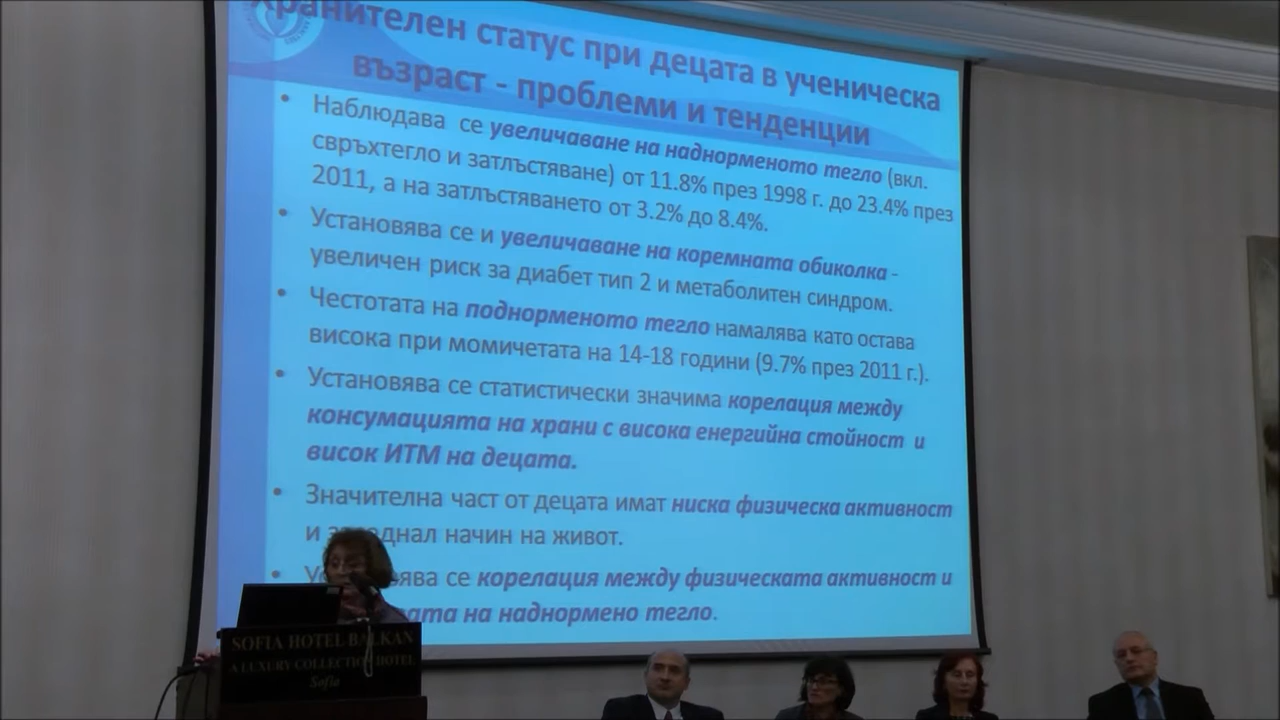 Хранителен статус при децата в ученическа
възраст - проблеми и тенденции
• Наблюдава се увеличаване на наднорменото тегло (вкл.
свръхтегло и затлъстяване) от 11.8% през 1998 г. до 23.4% през
2011, а на затлъстяването от 3.2% до 8.4%.
• Установява се и увеличаване на коремната обиколка -
увеличен риск за диабет тип 2 и метаболитен синдром.
• Честотата на поднорменото тегло намалява като остава
висока при момичетата на 14-18 години (9.7% през 2011 г.).
• Установява се статистически значима корелация между
консумацията на храни с висока енергийна стойност и
висок ИТМ на децата.
• Значителна част от децата имат ниска физическа активност
и начин на живот.
• се корелация между физическата активност и
на наднормено тегло.
SOFIA HOTEL BALKAN
A LUXURY COLLECTION HOTEL
Sofia